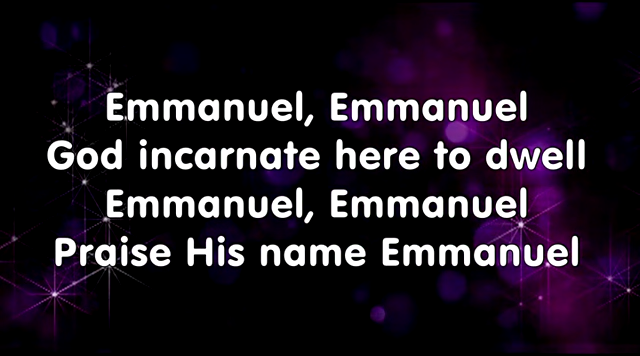 Emmanuel, Emmanuel
God incarnate here to dwell
Emmanuel, Emmanuel
Praise His name Emmanuel